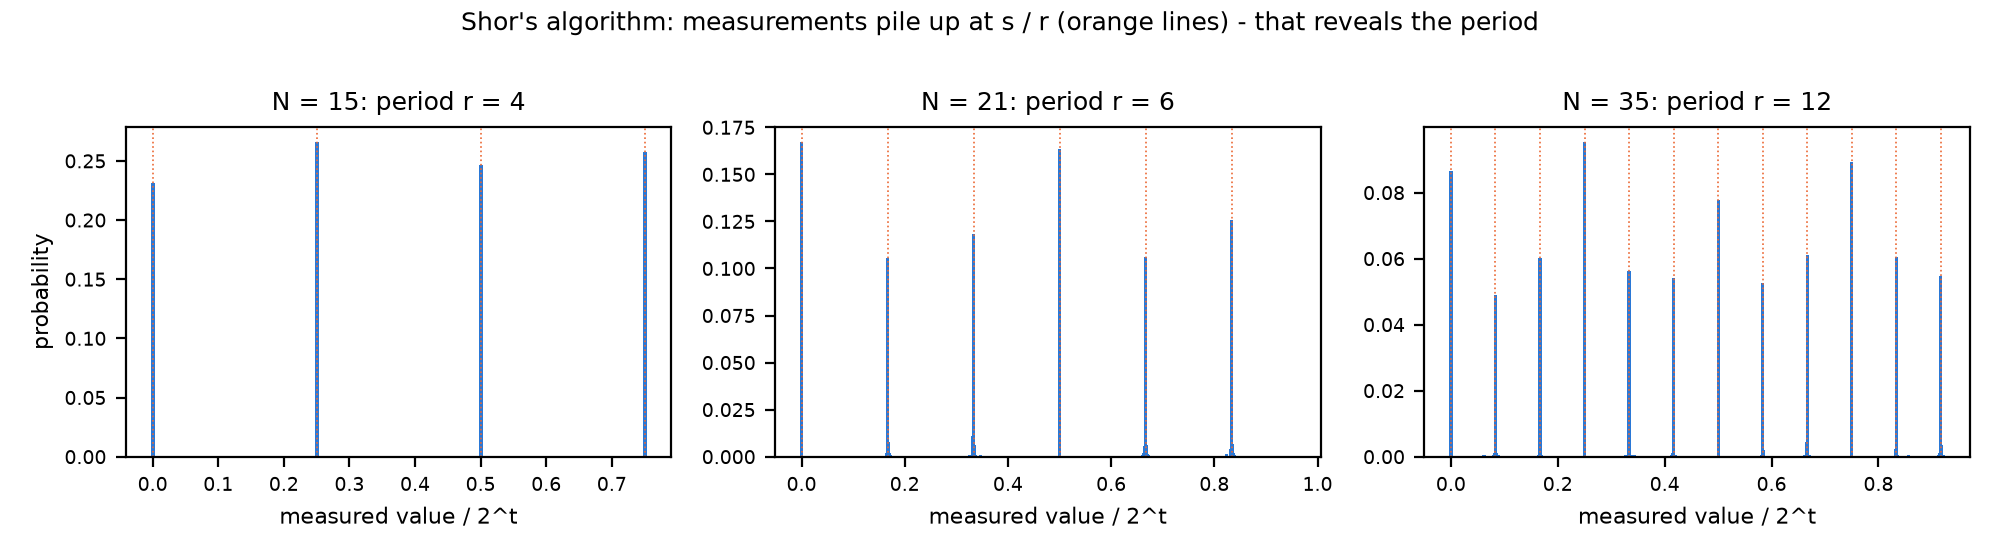 Shor's algorithm: measurements pile up at s / r (orange lines) - that reveals the period
N = 15: period r = 4
probability
0.25
0.20
0.15
0.10
0.05
0.00
0.0 0.1 0.2 0.3 0.4 0.5 0.6 0.7
measured value / 2^t
N = 21: period r = 6
0.175
0.150
0.125
0.100
0.075
0.050
0.025
0.000
0.0 0.2 0.4 0.6 0.8 1.0
measured value / 2^t
N = 35: period r = 12
0.08
0.06
0.04
0.02
0.00
0.0 0.2 0.4 0.6 0.8
measured value / 2^t